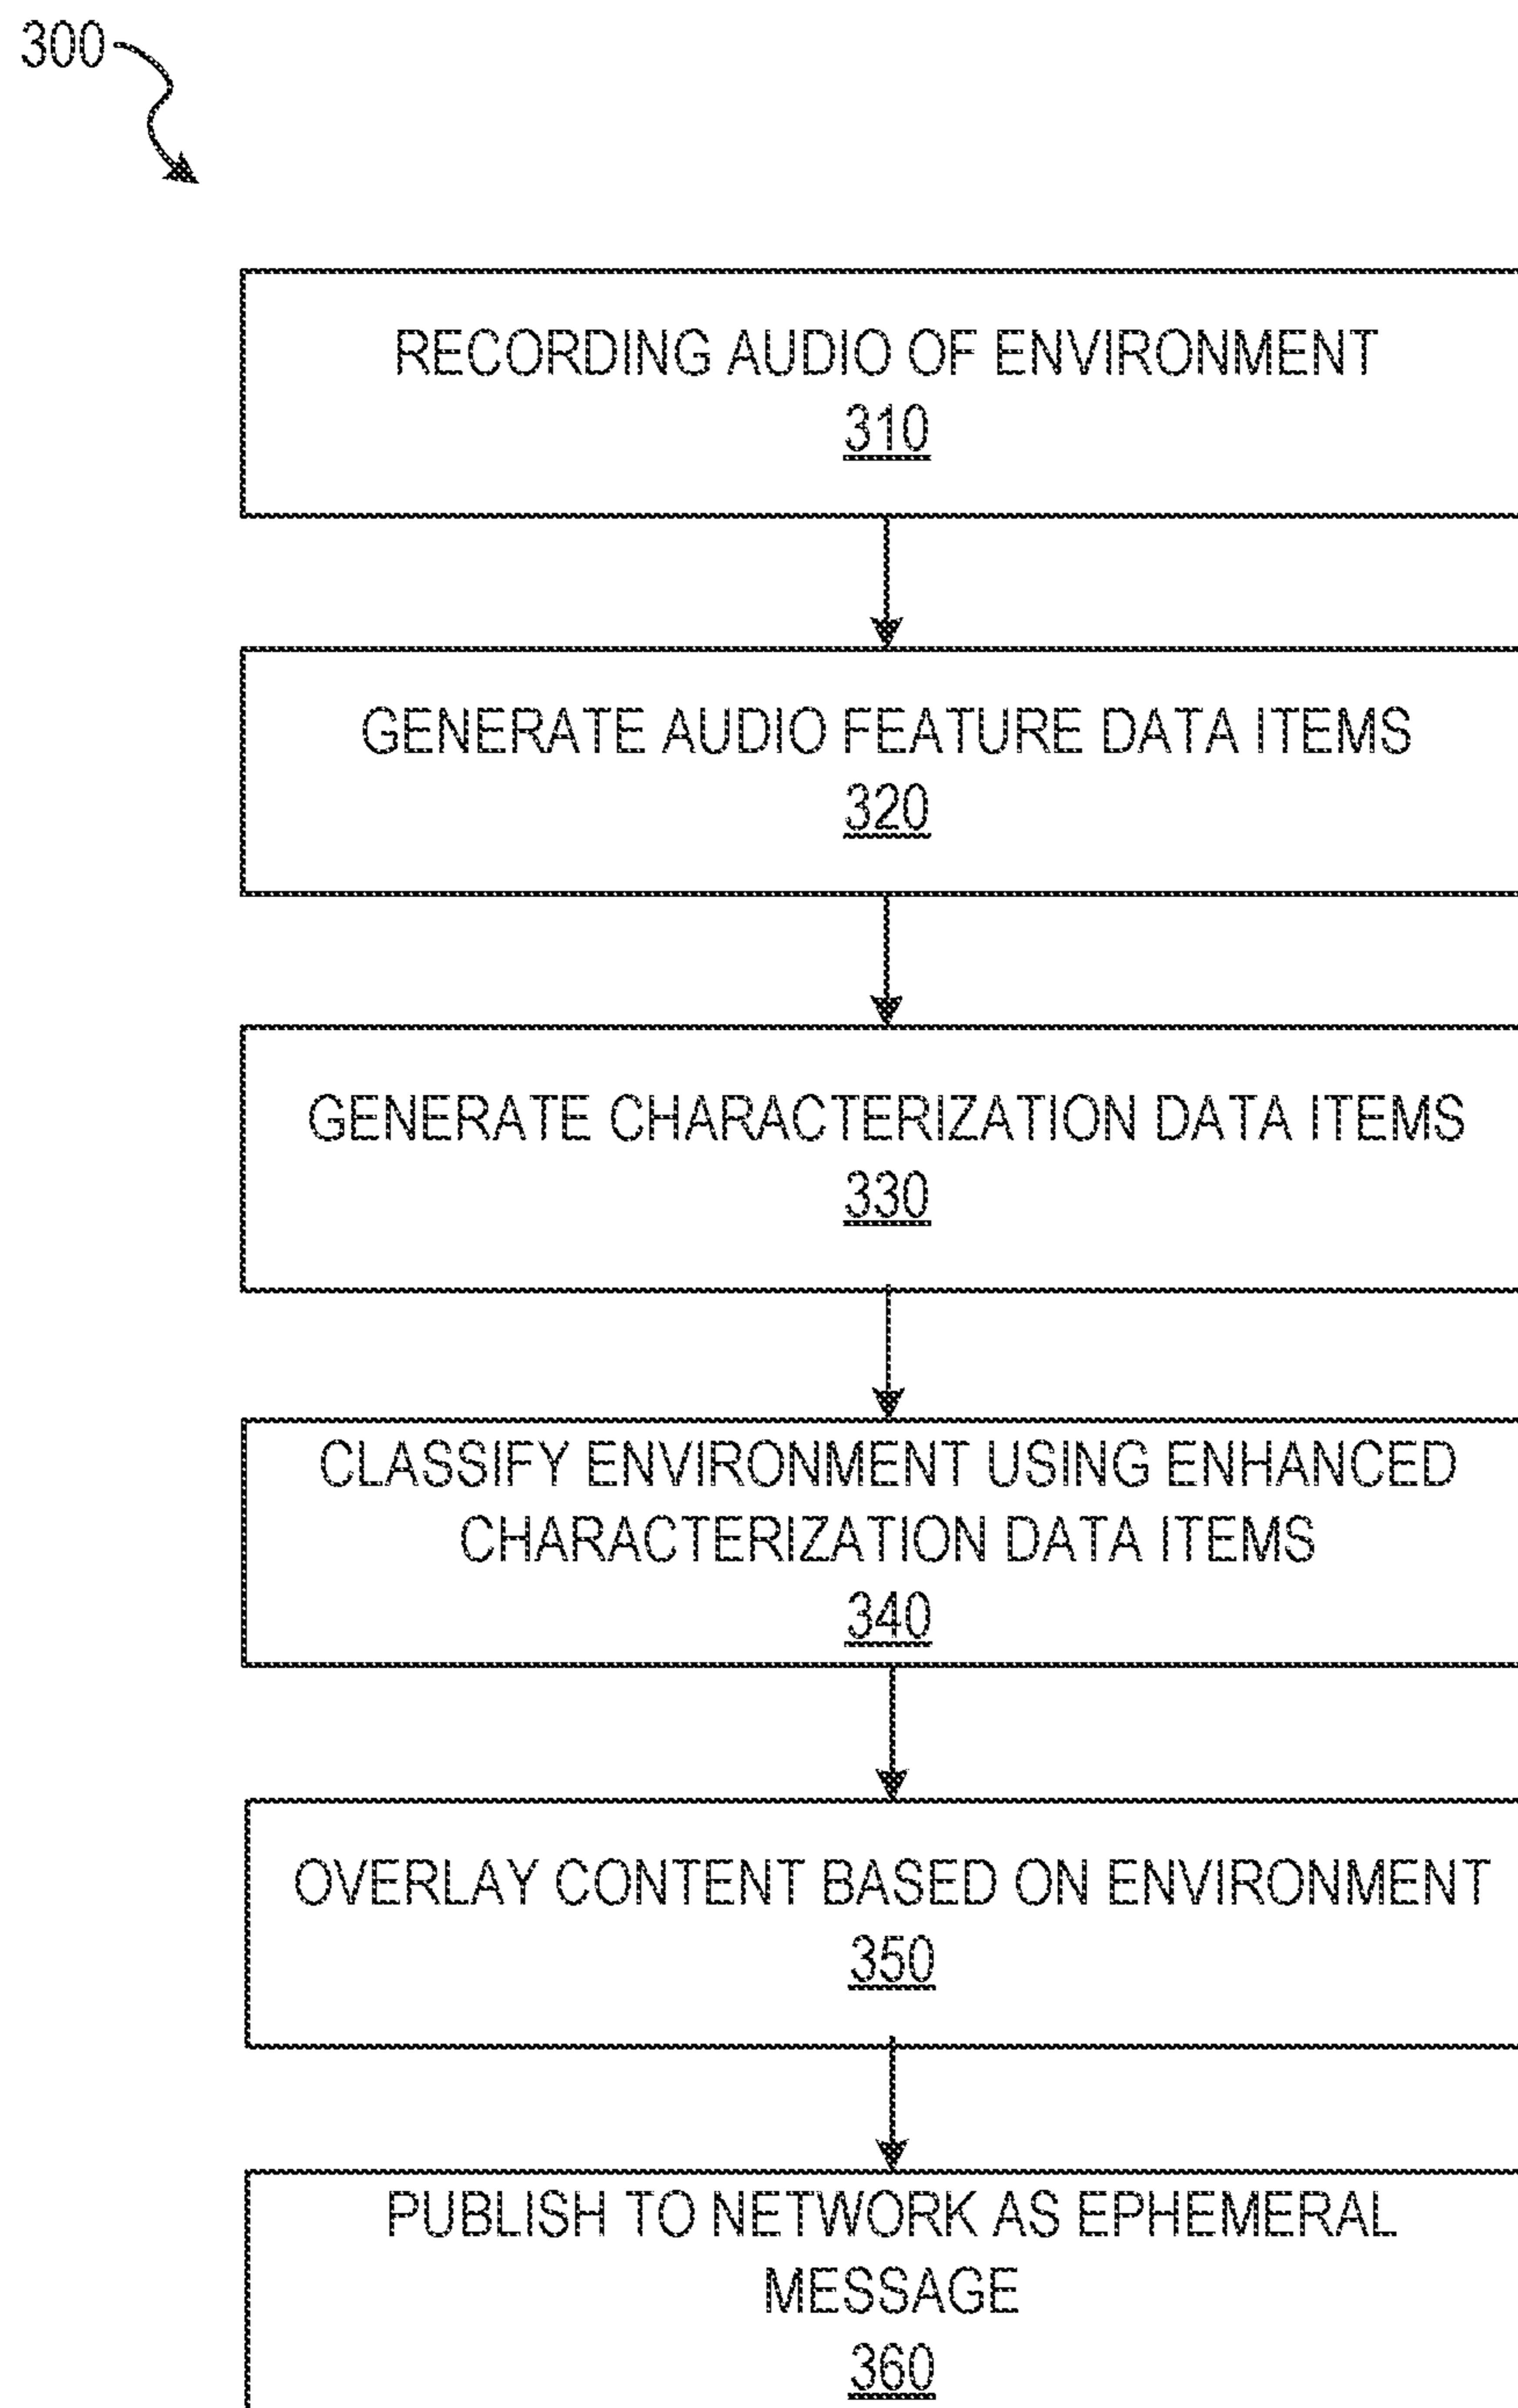 300
RECORDING AUDIO OF ENVIRONMENT
310
GENERATE AUDIO FEATURE DATA ITEMS
320
GENERATE CHARACTERIZATION DATA ITEMS
330
CLASSIFY ENVIRONMENT USING ENHANCED
CHARACTERIZATION DATA ITEMS
340
OVERLAY CONTENT BASED ON ENVIRONMENT
350
PUBLISH TO NETWORK AS EPHEMERAL
MESSAGE
360